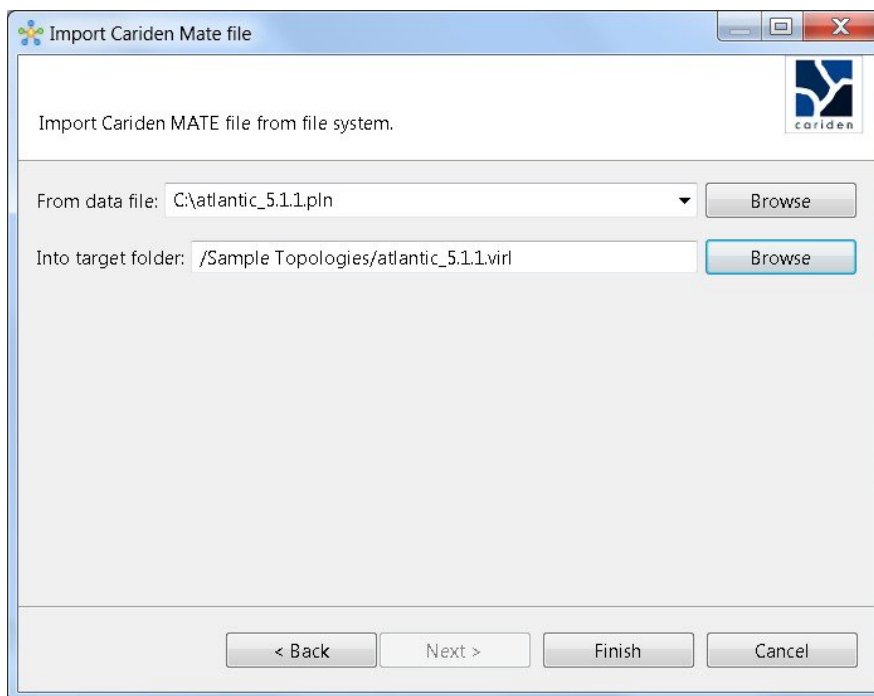 Import Cariden Mate file
cariden
Import Cariden MATE file from file system.
From data file: C:\atlantic_5.1.1.pln Browse
Into target folder: /Sample Topologies/atlantic_5.1.1.virl Browse
< Back Next > Finish Cancel